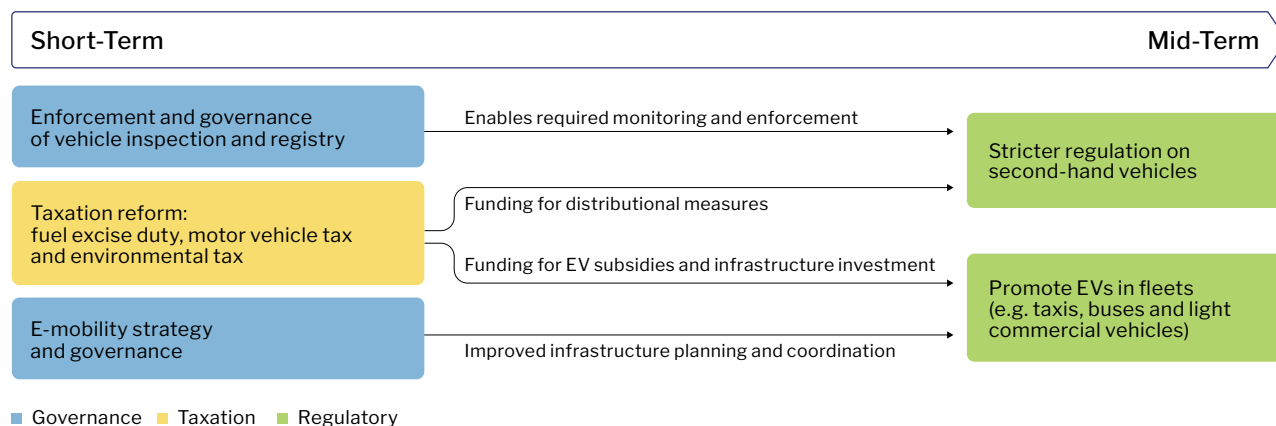 Short-Term
Mid-Term
Enforcement and governance
of vehicle inspection and registry
Enables required monitoring and enforcement
Stricter regulation on
second-hand vehicles
Taxation reform:
fuel excise duty, motor vehicle tax
and environmental tax
Funding for distributional measures
Funding for EV subsidies and infrastructure investment
Promote EVs in fleets
(e.g. taxis, buses and light
commercial vehicles)
E-mobility strategy
and governance
Improved infrastructure planning and coordination
Governance
Taxation
Regulatory